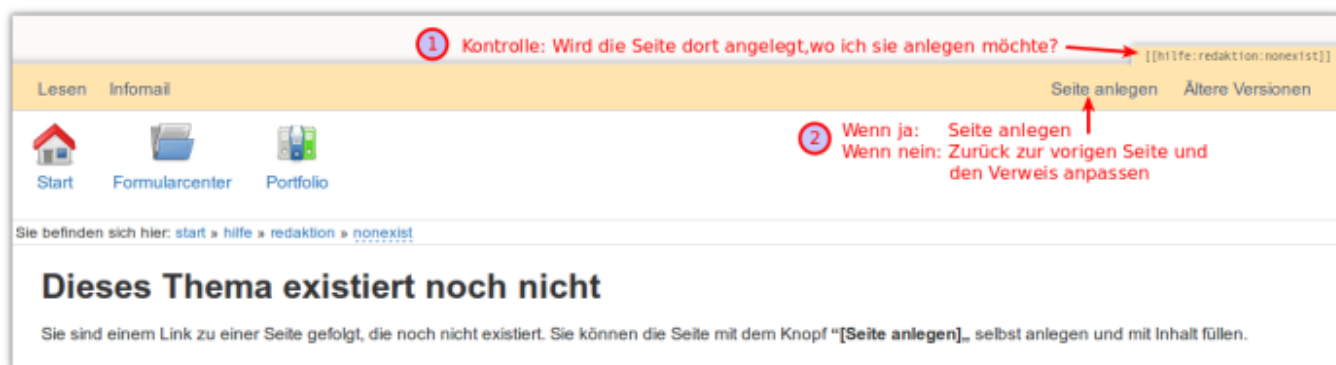 1 Kontrolle: Wird die Seite dort angelegt,wo ich sie anlegen möchte?
[[hilfe:redaktion:nonexist]]
Lesen Infomail Seite anlegen Ältere Versionen
2 Wenn ja: Seite anlegen
Wenn nein: Zurück zur vorigen Seite und
den Verweis anpassen
Start Formularcenter Portfolio
Sie befinden sich hier: start » hilfe » redaktion » nonexist
Dieses Thema existiert noch nicht
Sie sind einem Link zu einer Seite gefolgt, die noch nicht existiert. Sie können die Seite mit dem Knopf “[Seite anlegen]„ selbst anlegen und mit Inhalt füllen.